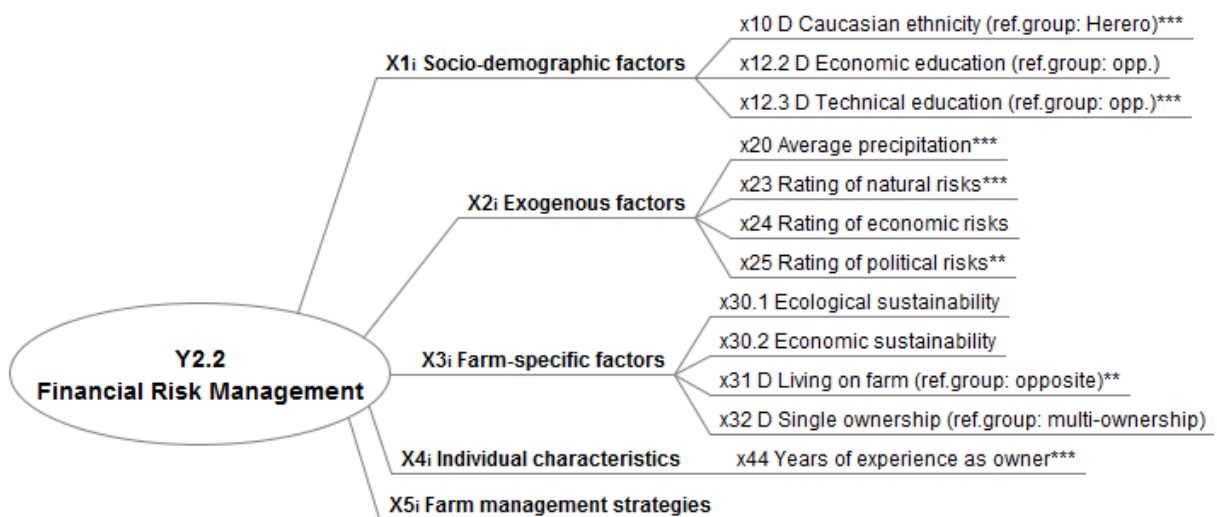 X1i Socio-demographic factors
x10 D Caucasian ethnicity (ref.group: Herero)***
x12.2 D Economic education (ref.group: opp.)
x12.3 D Technical education (ref.group: opp.)***
X2i Exogenous factors
x20 Average precipitation***
x23 Rating of natural risks***
x24 Rating of economic risks
x25 Rating of political risks**
Y2.2
Financial Risk Management
X3i Farm-specific factors
x30.1 Ecological sustainability
x30.2 Economic sustainability
x31 D Living on farm (ref.group: opposite)**
x32 D Single ownership (ref.group: multi-ownership)
X4i Individual characteristics
x44 Years of experience as owner***
X5i Farm management strategies